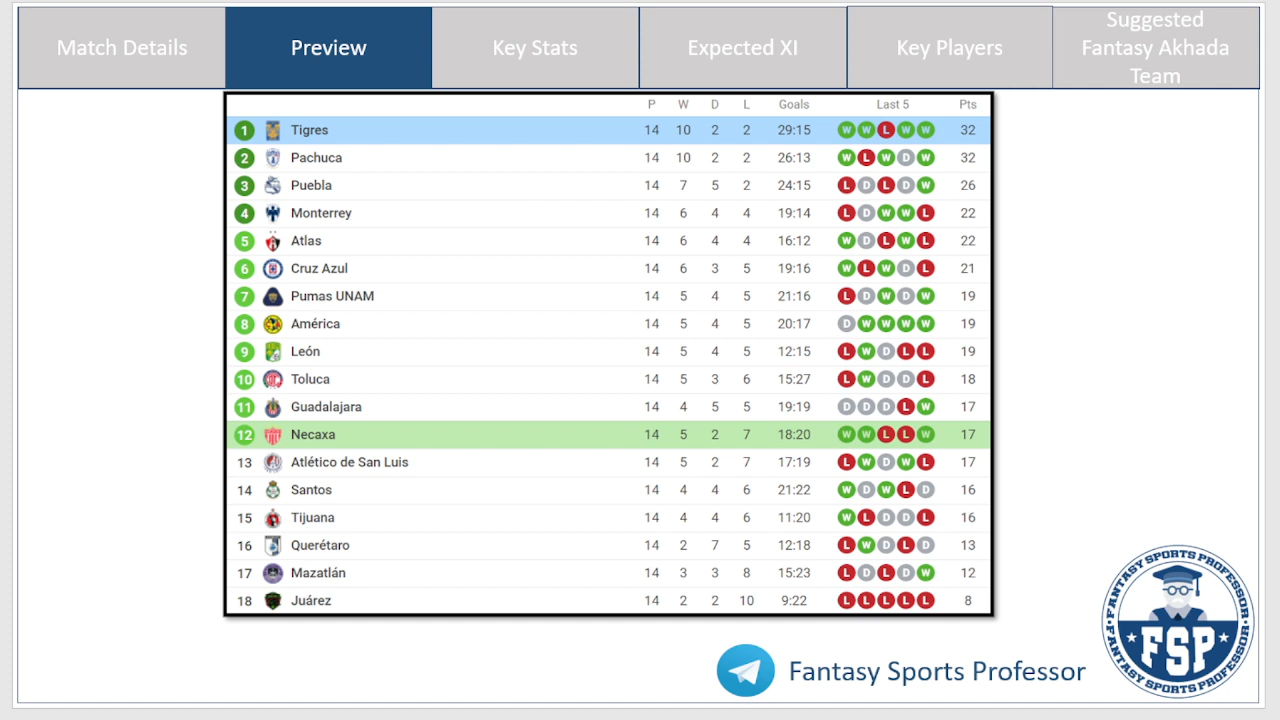 Match Details Preview Key Stats Expected XI Key Players Suggested Fantasy Akhada Team
P W D L Goals Last 5 Pts
1 Tigres 14 10 2 2 29:15 W W L W W 32
2 Pachuca 14 10 2 2 26:13 W L W D W 32
3 Puebla 14 7 5 2 24:15 L D L D W 26
4 Monterrey 14 6 4 4 19:14 L D W W L 22
5 Atlas 14 6 4 4 16:12 W D L W L 22
6 Cruz Azul 14 6 3 5 19:16 W L W D L 21
7 Pumas UNAM 14 5 4 5 21:16 L D W D W 19
8 América 14 5 4 5 20:17 D W W W W 19
9 León 14 5 4 5 12:15 L W D L L 19
10 Toluca 14 5 3 6 15:27 L W D D L 18
11 Guadalajara 14 4 5 5 19:19 D D D L W 17
12 Necaxa 14 5 2 7 18:20 W W L L W 17
13 Atlético de San Luis 14 5 2 7 17:19 L W D W L 17
14 Santos 14 4 4 6 21:22 W D W L D 16
15 Tijuana 14 4 4 6 11:20 W L D D L 16
16 Querétaro 14 2 7 5 12:18 L W D L D 13
17 Mazatlán 14 3 3 8 15:23 L D L D W 12
18 Juárez 14 2 2 10 9:22 L L L L L 8
Fantasy Sports Professor
FANTASY SPORTS PROFESSOR
FSP
FANTASY SPORTS PROFESSOR